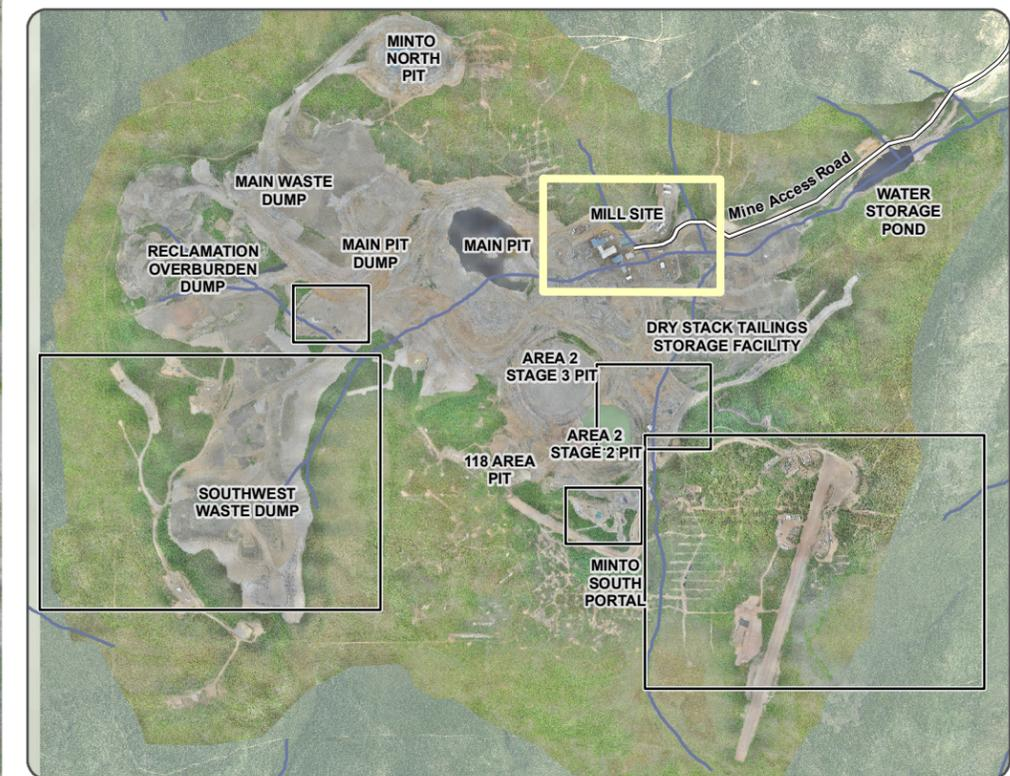 MINTO
NORTH
PIT
MAIN WASTE
DUMP
MILL SITE
Mine Access Road
WATER
STORAGE
POND
RECLAMATION
OVERBURDEN
DUMP
MAIN PIT
DUMP
MAIN PIT
DRY STACK TAILINGS
STORAGE FACILITY
AREA 2
STAGE 3 PIT
AREA 2
STAGE 2 PIT
118 AREA
PIT
SOUTHWEST
WASTE DUMP
MINTO
SOUTH
PORTAL